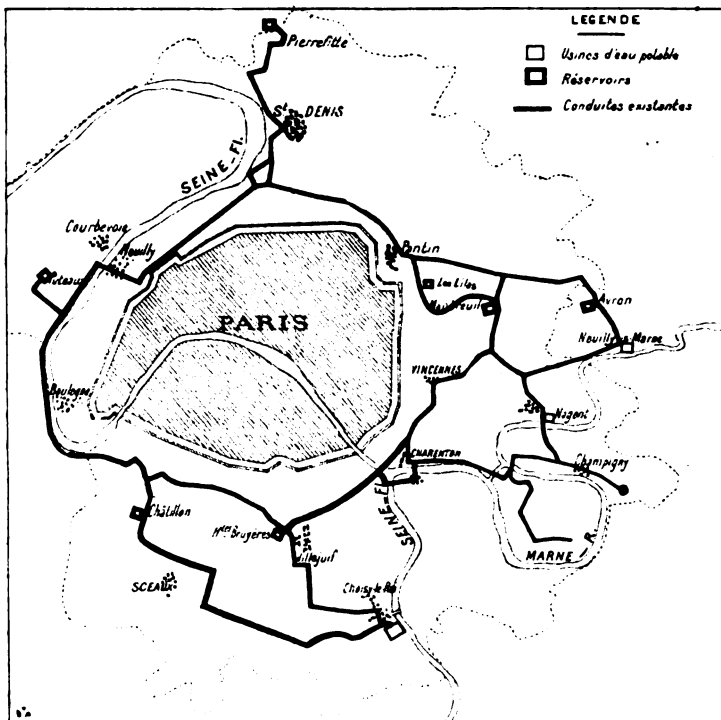 LEGENDE
Usines d'eau potable
Réservoirs
Conduites existantes
Pierrefitte
St DENIS
SEINE-Fl.
Courbevoie
Neuilly
Puteaux
Pantin
Les Lilas
Montreuil
Avron
Neuilly s Marne
PARIS
VINCENNES
Boulogne
Nogent
CHARENTON
Champigny
SEINE-Fl.
Châtillon
Htes Bruyères
Villejuif
MARNE R.
SCEAUX
Choisy-le-Roi